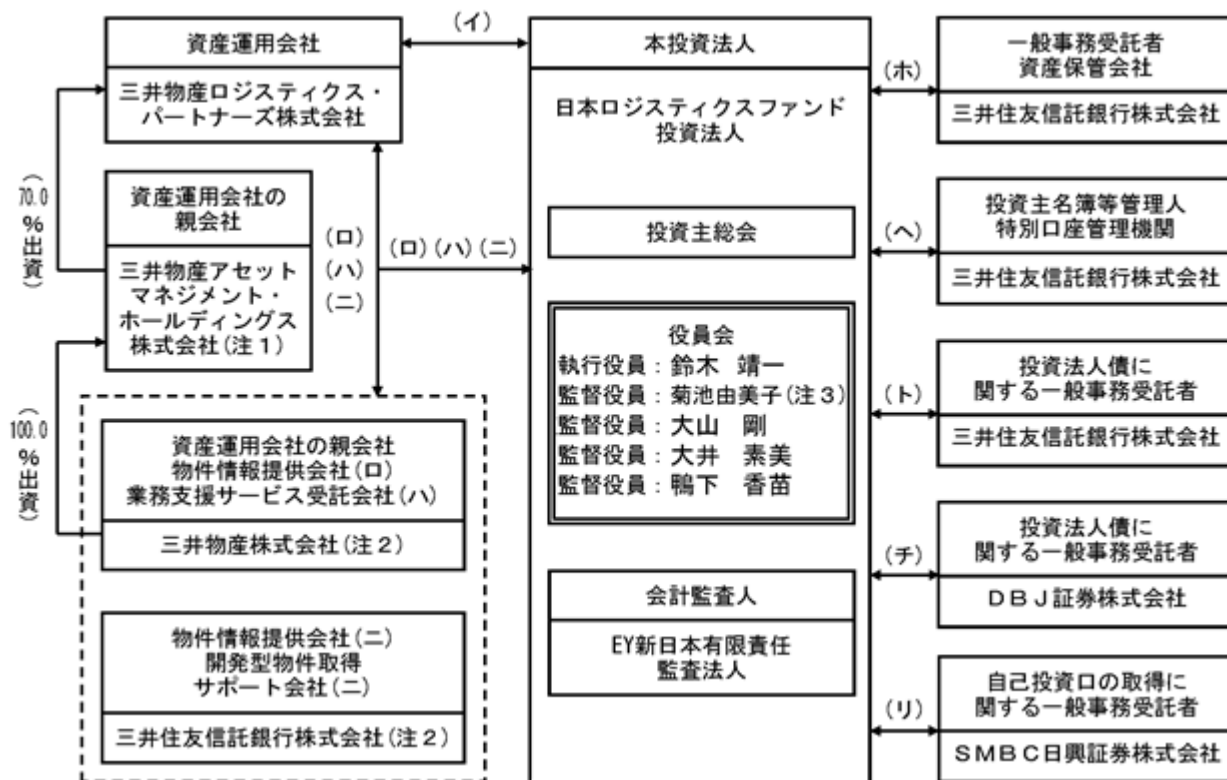 資産運用会社
三井物産ロジスティクス・
パートナーズ株式会社
(イ)
(70.0%出資)
資産運用会社の
親会社
三井物産アセット
マネジメント・
ホールディングス
株式会社(注1)
(ロ)
(ハ)
(ニ)
(ロ)(ハ)(ニ)
(100.0%出資)
資産運用会社の親会社
物件情報提供会社(ロ)
業務支援サービス受託会社(ハ)
三井物産株式会社(注2)
物件情報提供会社(ニ)
開発型物件取得
サポート会社(ニ)
三井住友信託銀行株式会社(注2)
本投資法人
日本ロジスティクスファンド
投資法人
投資主総会
役員会
執行役員:鈴木 靖一
監督役員:菊池由美子(注3)
監督役員:大山 剛
監督役員:大井 素美
監督役員:鴨下 香苗
会計監査人
EY新日本有限責任
監査法人
(ホ)
一般事務受託者
資産保管会社
三井住友信託銀行株式会社
(ヘ)
投資主名簿等管理人
特別口座管理機関
三井住友信託銀行株式会社
(ト)
投資法人債に
関する一般事務受託者
三井住友信託銀行株式会社
(チ)
投資法人債に
関する一般事務受託者
DBJ証券株式会社
(リ)
自己投資口の取得に
関する一般事務受託者
SMBC日興証券株式会社